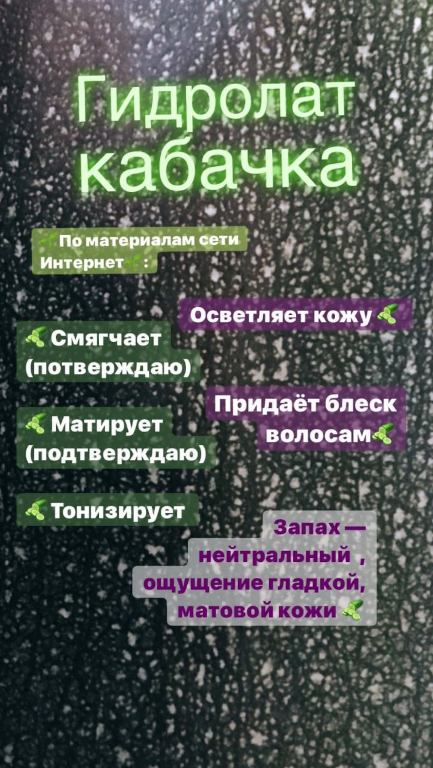 Гидролат
кабачка
🌿По материалам сети
Интернет🌿:
Осветляет кожу🌿
🌿Смягчает
(потверждаю)
Придаёт блеск
волосам🌿
🌿Матирует
(подтверждаю)
🌿Тонизирует
Запах —
нейтральный ,
ощущение гладкой,
матовой кожи🌿